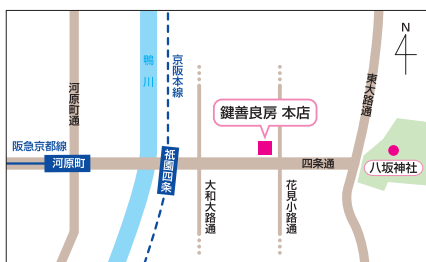 N
鴨川
京阪本線
河原町通
東大路通
鍵善良房 本店
阪急京都線
河原町
祇園四条
四条通
八坂神社
大和大路通
花見小路通